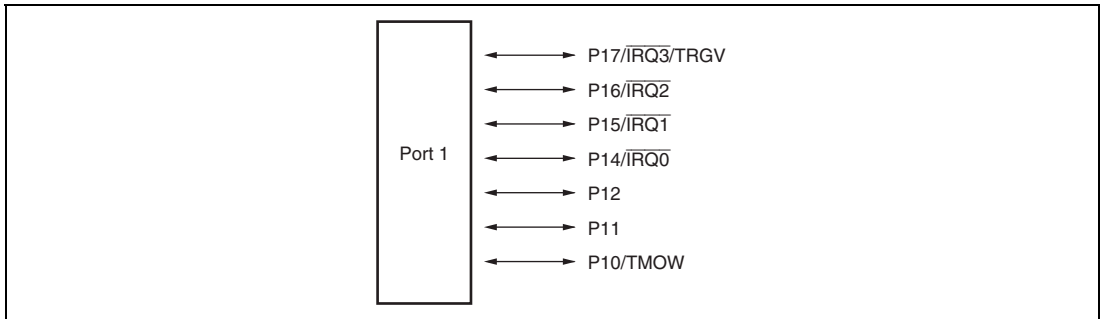 Port 1
P17/IRQ3/TRGV
P16/IRQ2
P15/IRQ1
P14/IRQ0
P12
P11
P10/TMOW